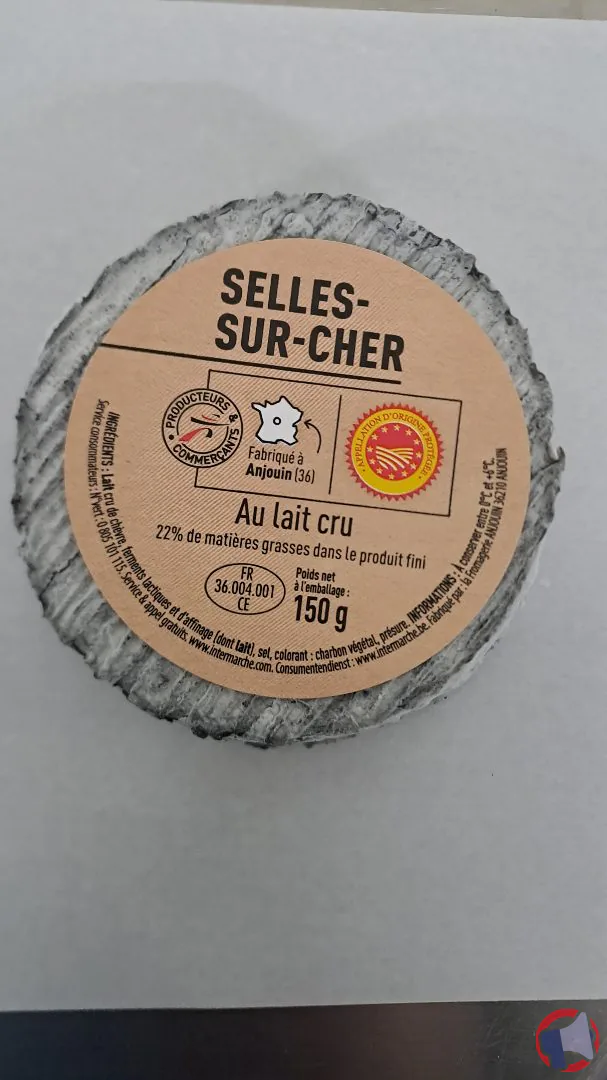 SELLES-
SUR-CHER
PRODUCTEURS & COMMERÇANTS
Fabriqué à
Anjouin (36)
APPELLATION D'ORIGINE PROTÉGÉE
Au lait cru
22% de matières grasses dans le produit fini
FR
36.004.001
CE
Poids net
à l'emballage :
150 g
INGRÉDIENTS : Lait cru de chèvre, ferments lactiques et d'affinage (dont lait), sel, colorant : charbon végétal, présure. INFORMATIONS : À conserver entre 0°C et +6°C.
Service consommateurs : N°vert : 0 805 101 115, Service & appel gratuits. www.intermarche.com. Consumentendienst : www.intermarche.be. Fabriqué par : la fromagerie ANJOUIN 36210 ANJOUIN